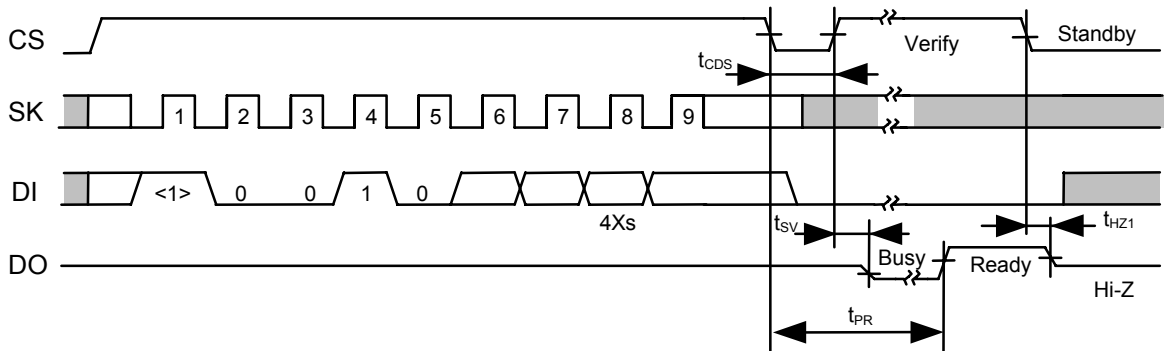 CS
Verify
Standby
tCDS
SK
1 2 3 4 5 6 7 8 9
DI
<1> 0 0 1 0
4Xs
tSV
tHZ1
DO
Busy
Ready
Hi-Z
tPR